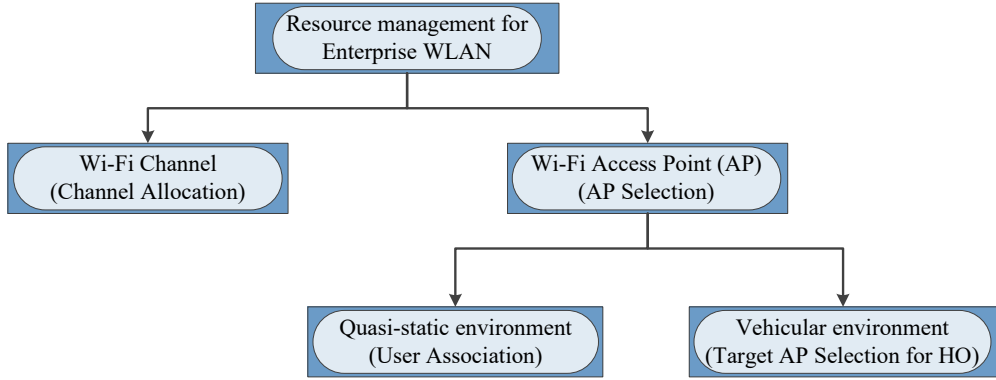 Resource management for
Enterprise WLAN
Wi-Fi Channel
(Channel Allocation)
Wi-Fi Access Point (AP)
(AP Selection)
Quasi-static environment
(User Association)
Vehicular environment
(Target AP Selection for HO)